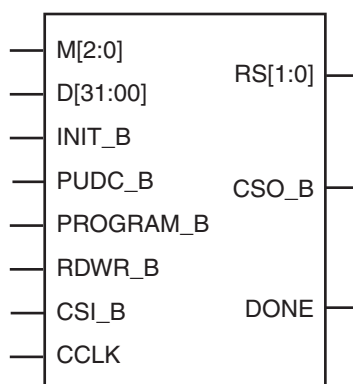 M[2:0]
D[31:00]
INIT_B
PUDC_B
PROGRAM_B
RDWR_B
CSI_B
CCLK
RS[1:0]
CSO_B
DONE